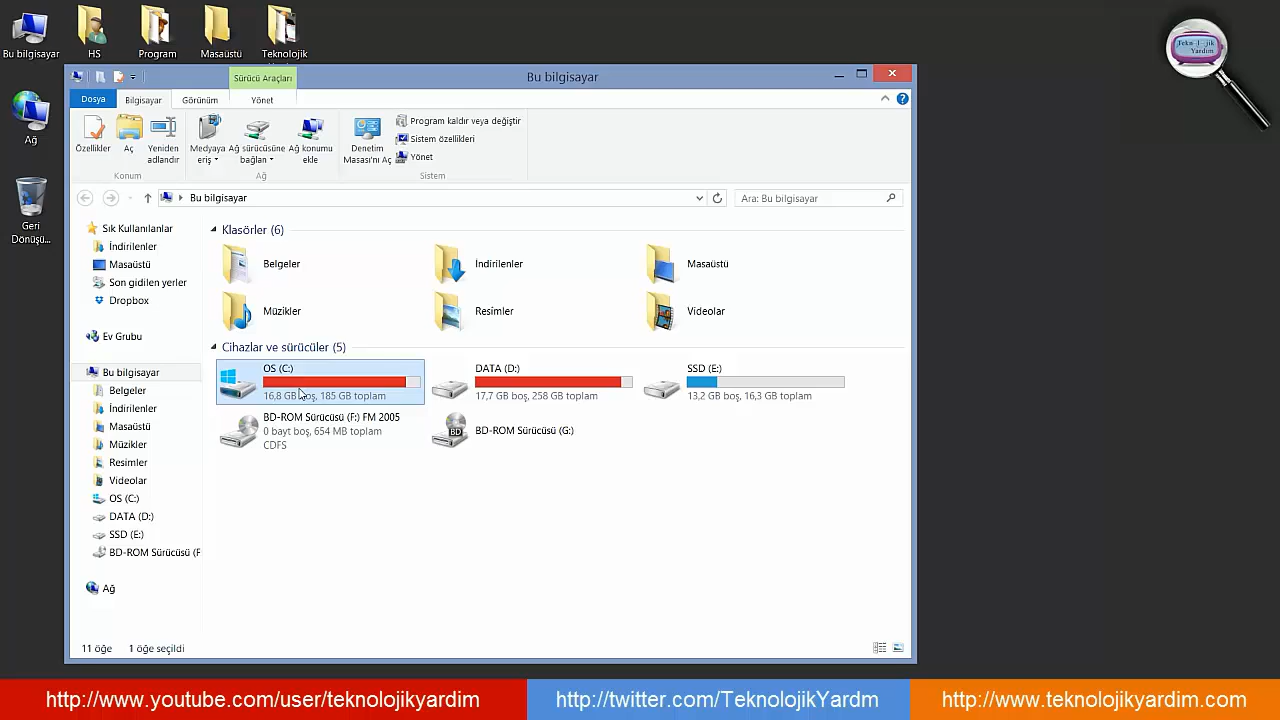 Bu bilgisayar
HS
Program
Masaüstü
Teknolojik
Yardım
Ağ
Geri
Dönüşü...
Sürücü Araçları
Bu bilgisayar
Dosya
Bilgisayar
Görünüm
Yönet
Özellikler
Aç
Yeniden
adlandır
Medyaya
eriş
Ağ sürücüsüne
bağlan
Ağ konumu
ekle
Denetim
Masası'nı Aç
Program kaldır veya değiştir
Sistem özellikleri
Yönet
Konum
Ağ
Sistem
Bu bilgisayar
Ara: Bu bilgisayar
Sık Kullanılanlar
İndirilenler
Masaüstü
Son gidilen yerler
Dropbox
Ev Grubu
Bu bilgisayar
Belgeler
İndirilenler
Masaüstü
Müzikler
Resimler
Videolar
OS (C:)
DATA (D:)
SSD (E:)
BD-ROM Sürücüsü (F
Ağ
Klasörler (6)
Belgeler
İndirilenler
Masaüstü
Müzikler
Resimler
Videolar
Cihazlar ve sürücüler (5)
OS (C:)
16,8 GB boş, 185 GB toplam
DATA (D:)
17,7 GB boş, 258 GB toplam
SSD (E:)
13,2 GB boş, 16,3 GB toplam
BD-ROM Sürücüsü (F:) FM 2005
0 bayt boş, 654 MB toplam
CDFS
BD
BD-ROM Sürücüsü (G:)
11 öğe
1 öğe seçildi
http://www.youtube.com/user/teknolojikyardim
http://twitter.com/TeknolojikYardm
http://www.teknolojikyardim.com